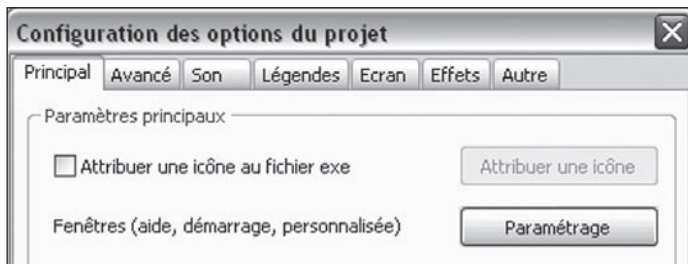 Configuration des options du projet
Principal Avancé Son Légendes Ecran Effets Autre
Paramètres principaux
Attribuer une icône au fichier exe Attribuer une icône
Fenêtres (aide, démarrage, personnalisée) Paramétrage